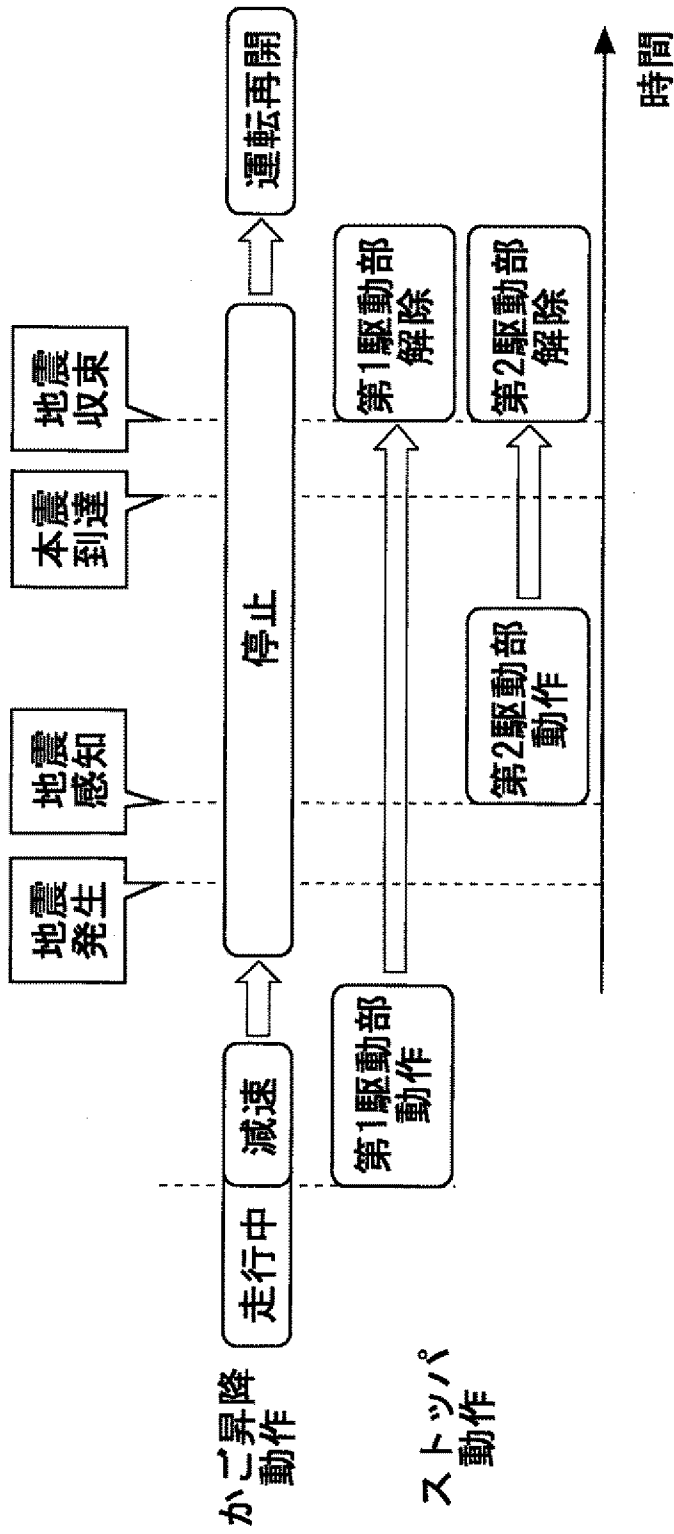 地震
発生
地震
感知
本震
到達
地震
収束
かご昇降
動作
走行中
減速
停止
運転再開
ストッパ
動作
第1駆動部
動作
第1駆動部
解除
第2駆動部
動作
第2駆動部
解除
時間